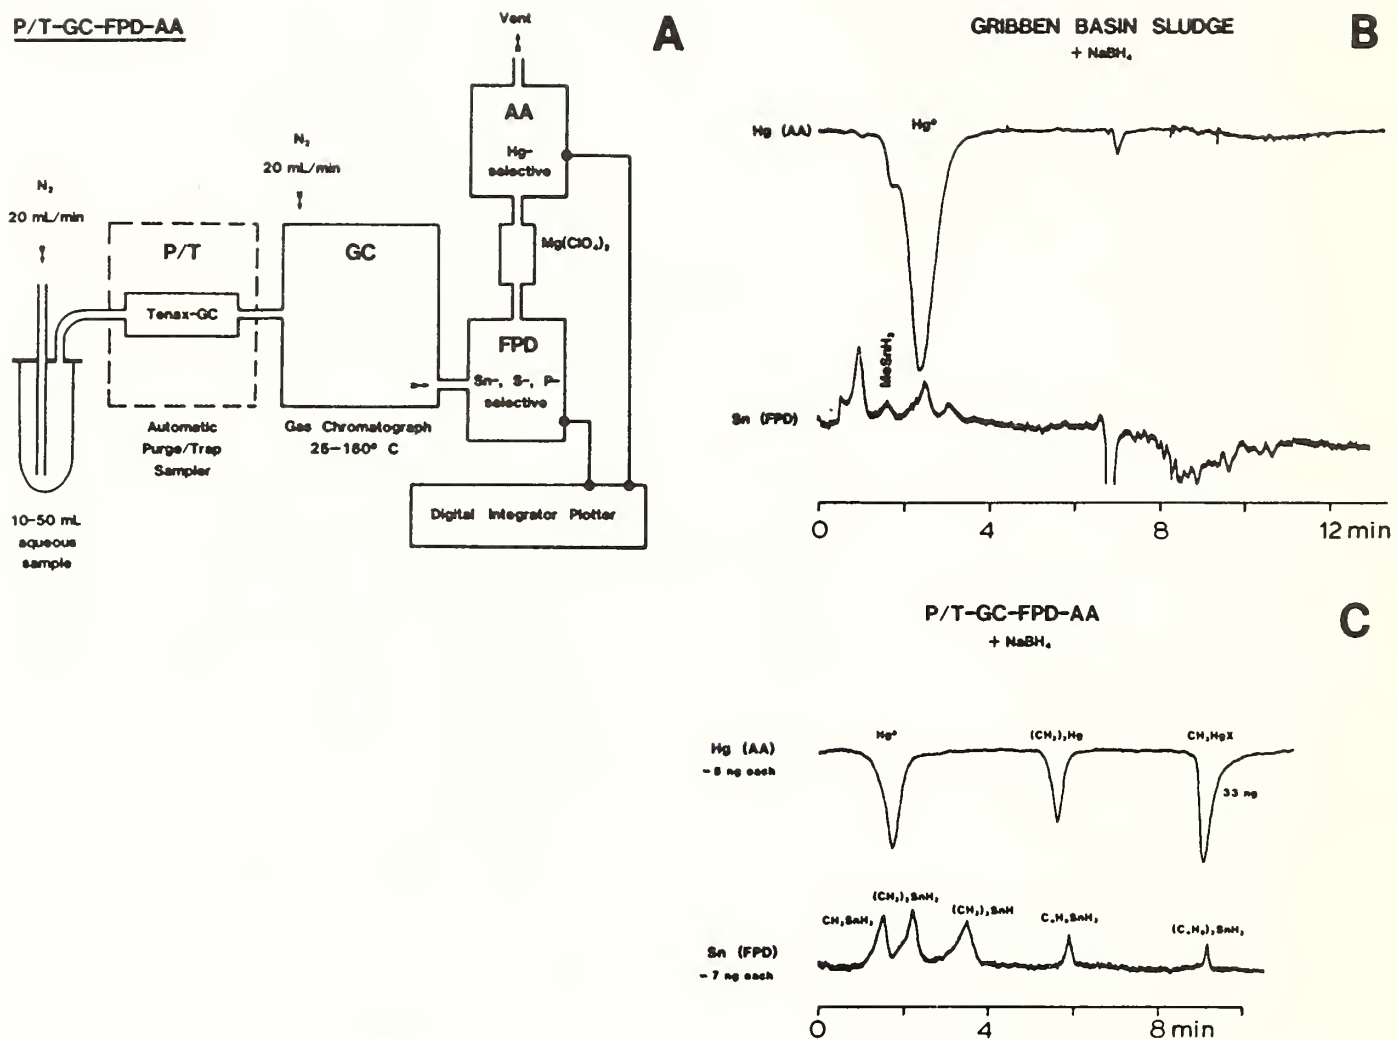 P/T-GC-FPD-AA
A
Vent
AA
Hg-
selective
N₂
20 mL/min
N₂
20 mL/min
P/T
GC
Mg(ClO₄)₂
Tenax-GC
FPD
Sn-, S-, P-
selective
Automatic
Purge/Trap
Sampler
Gas Chromatograph
25-150° C
Digital Integrator Plotter
10-50 mL
aqueous
sample
GRIBBEN BASIN SLUDGE
+ NaBH₄
B
Hg (AA)
Hg°
MeSnH₃
Sn (FPD)
0 4 8 12 min
P/T-GC-FPD-AA
+ NaBH₄
C
Hg (AA)
~ 5 ng each
Hg°
(CH₃)₂Hg
CH₃HgX
33 ng
CH₃SnH₃
(CH₃)₂SnH₂
(CH₃)₃SnH
C₄H₉SnH₃
(C₄H₉)₂SnH₂
Sn (FPD)
~ 7 ng each
0 4 8 min